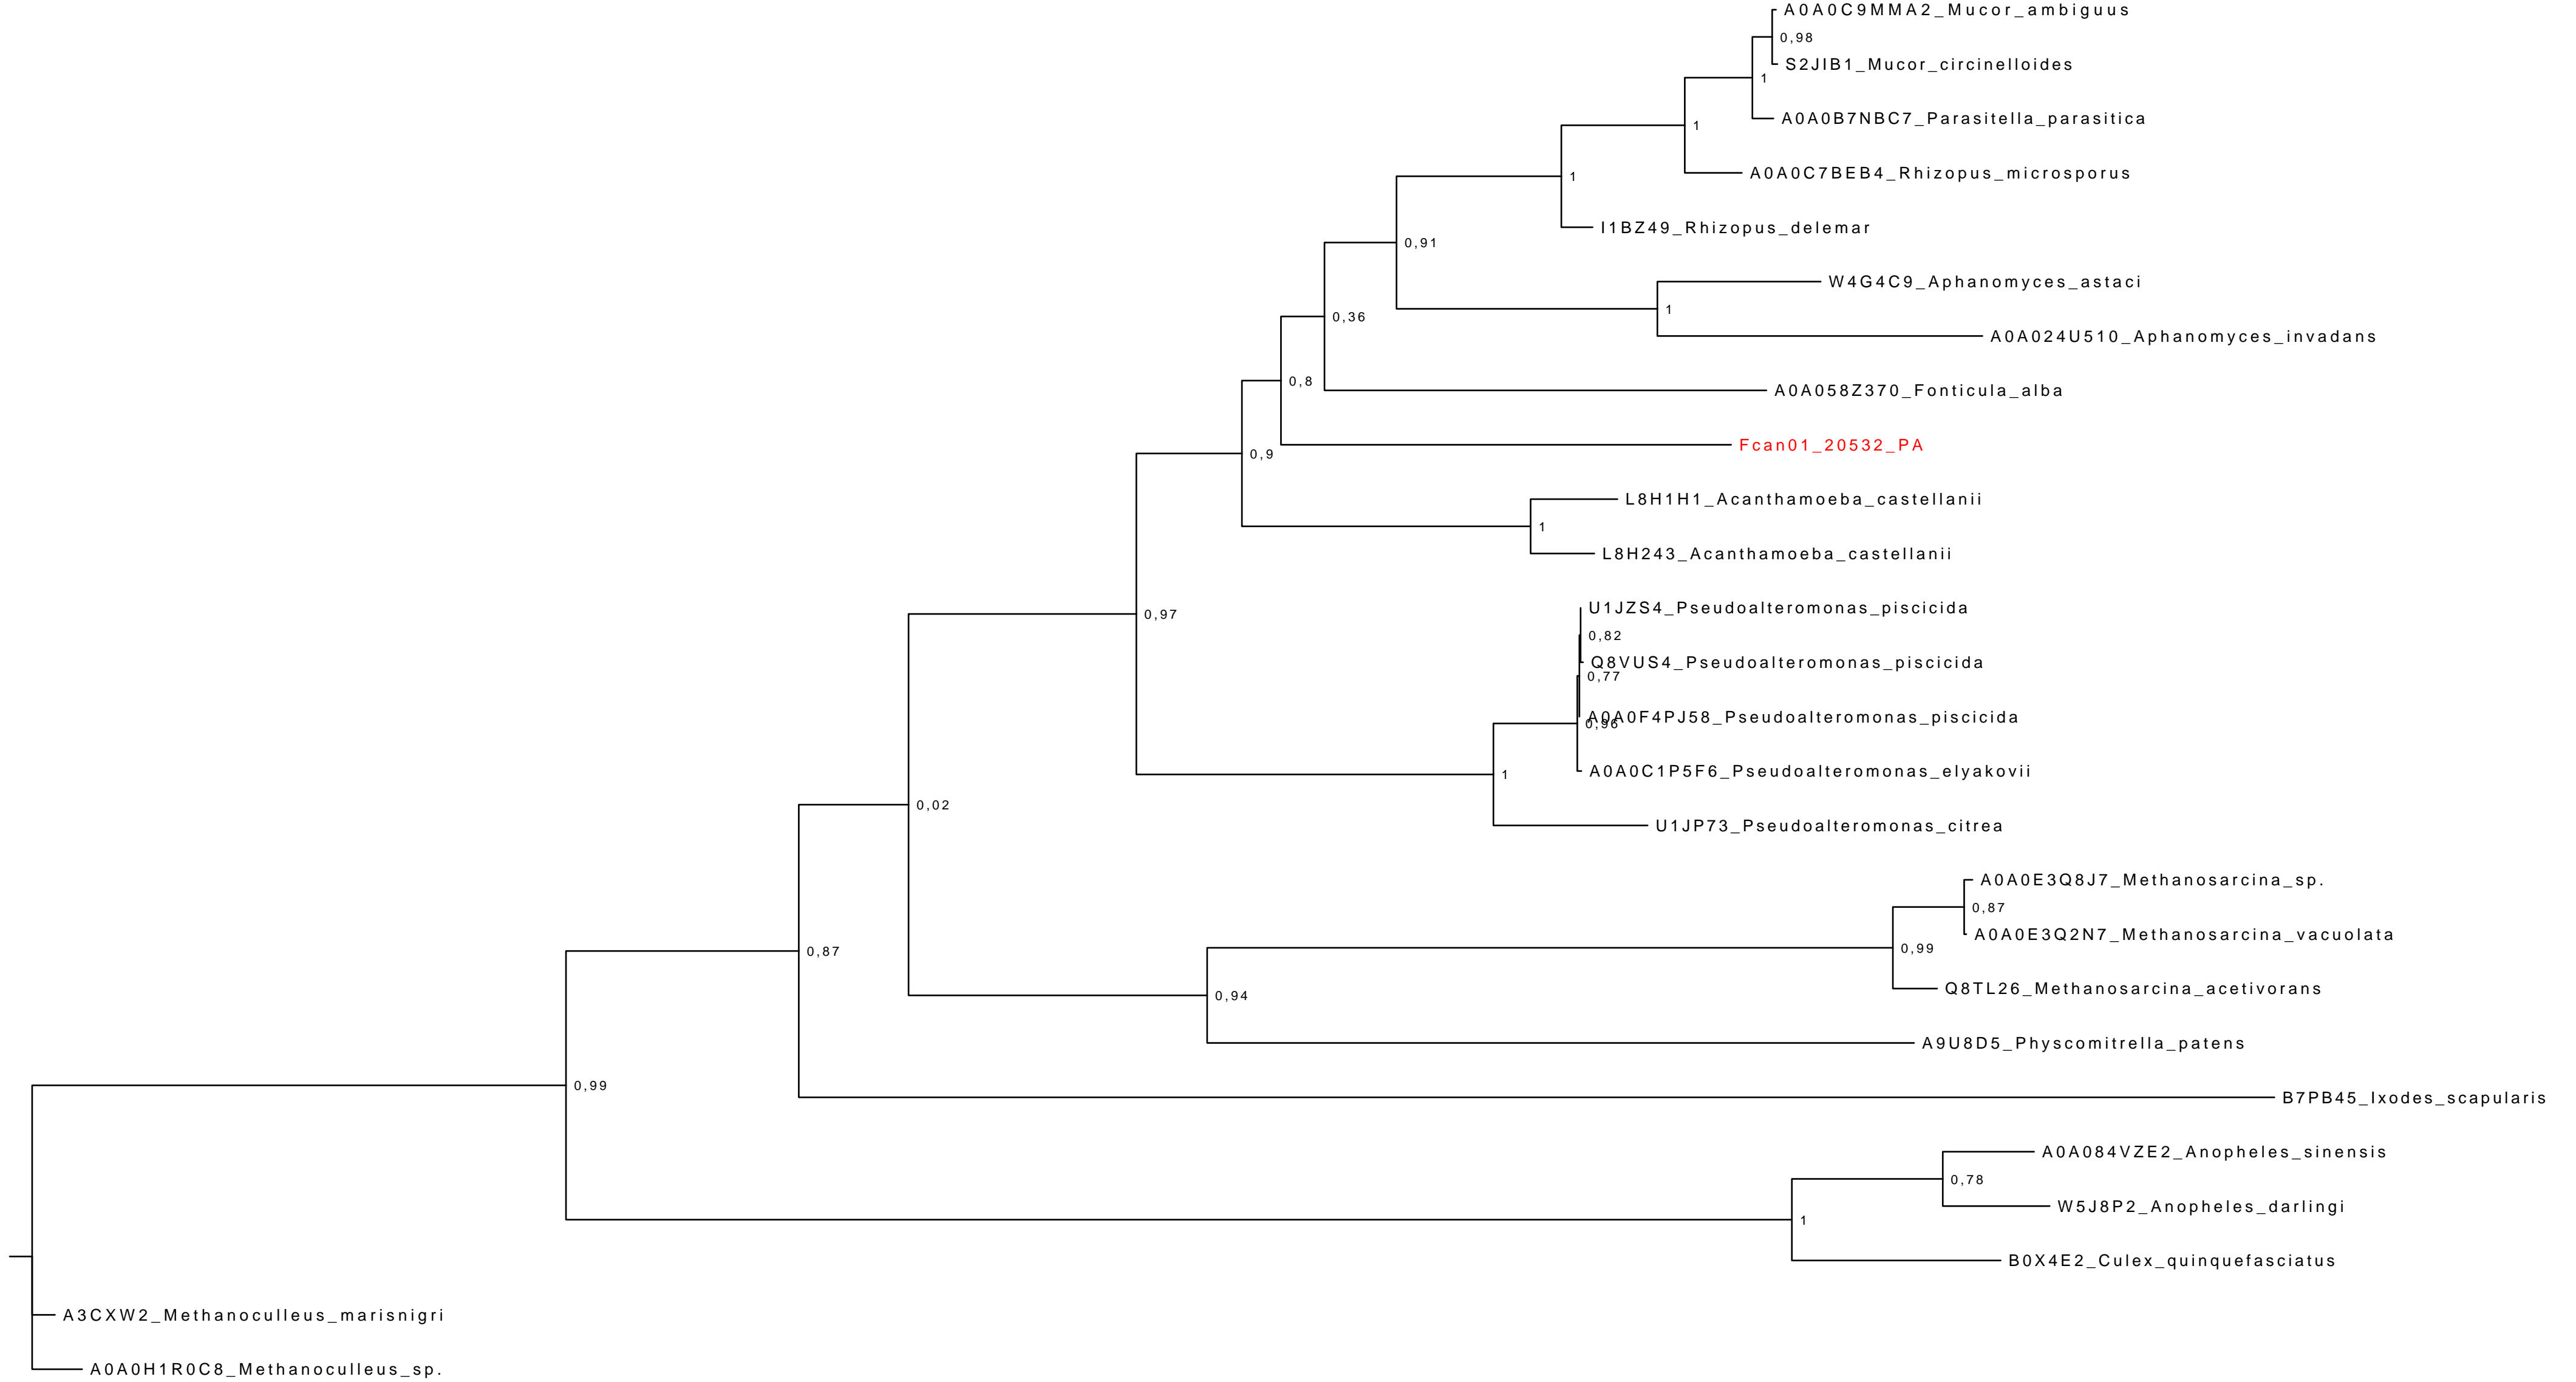 A0A0C9MMA2_Mucor_ambiguus
0,98
S2JIB1_Mucor_circinelloides
1
A0A0B7NBC7_Parasitella_parasitica
1
A0A0C7BEB4_Rhizopus_microsporus
1
I1BZ49_Rhizopus_delemar
0,91
W4G4C9_Aphanomyces_astaci
1
A0A024U510_Aphanomyces_invadans
0,36
A0A058Z370_Fonticula_alba
0,8
Fcan01_20532_PA
0,9
L8H1H1_Acanthamoeba_castellanii
1
L8H243_Acanthamoeba_castellanii
0,97
U1JZS4_Pseudoalteromonas_piscicida
0,82
Q8VUS4_Pseudoalteromonas_piscicida
0,77
A0A0F4PJ58_Pseudoalteromonas_piscicida
0,96
A0A0C1P5F6_Pseudoalteromonas_elyakovii
1
U1JP73_Pseudoalteromonas_citrea
0,02
A0A0E3Q8J7_Methanosarcina_sp.
0,87
A0A0E3Q2N7_Methanosarcina_vacuolata
0,99
Q8TL26_Methanosarcina_acetivorans
0,87
0,94
A9U8D5_Physcomitrella_patens
0,99
B7PB45_Ixodes_scapularis
A0A084VZE2_Anopheles_sinensis
0,78
W5J8P2_Anopheles_darlingi
1
B0X4E2_Culex_quinquefasciatus
A3CXW2_Methanoculleus_marisnigri
A0A0H1R0C8_Methanoculleus_sp.